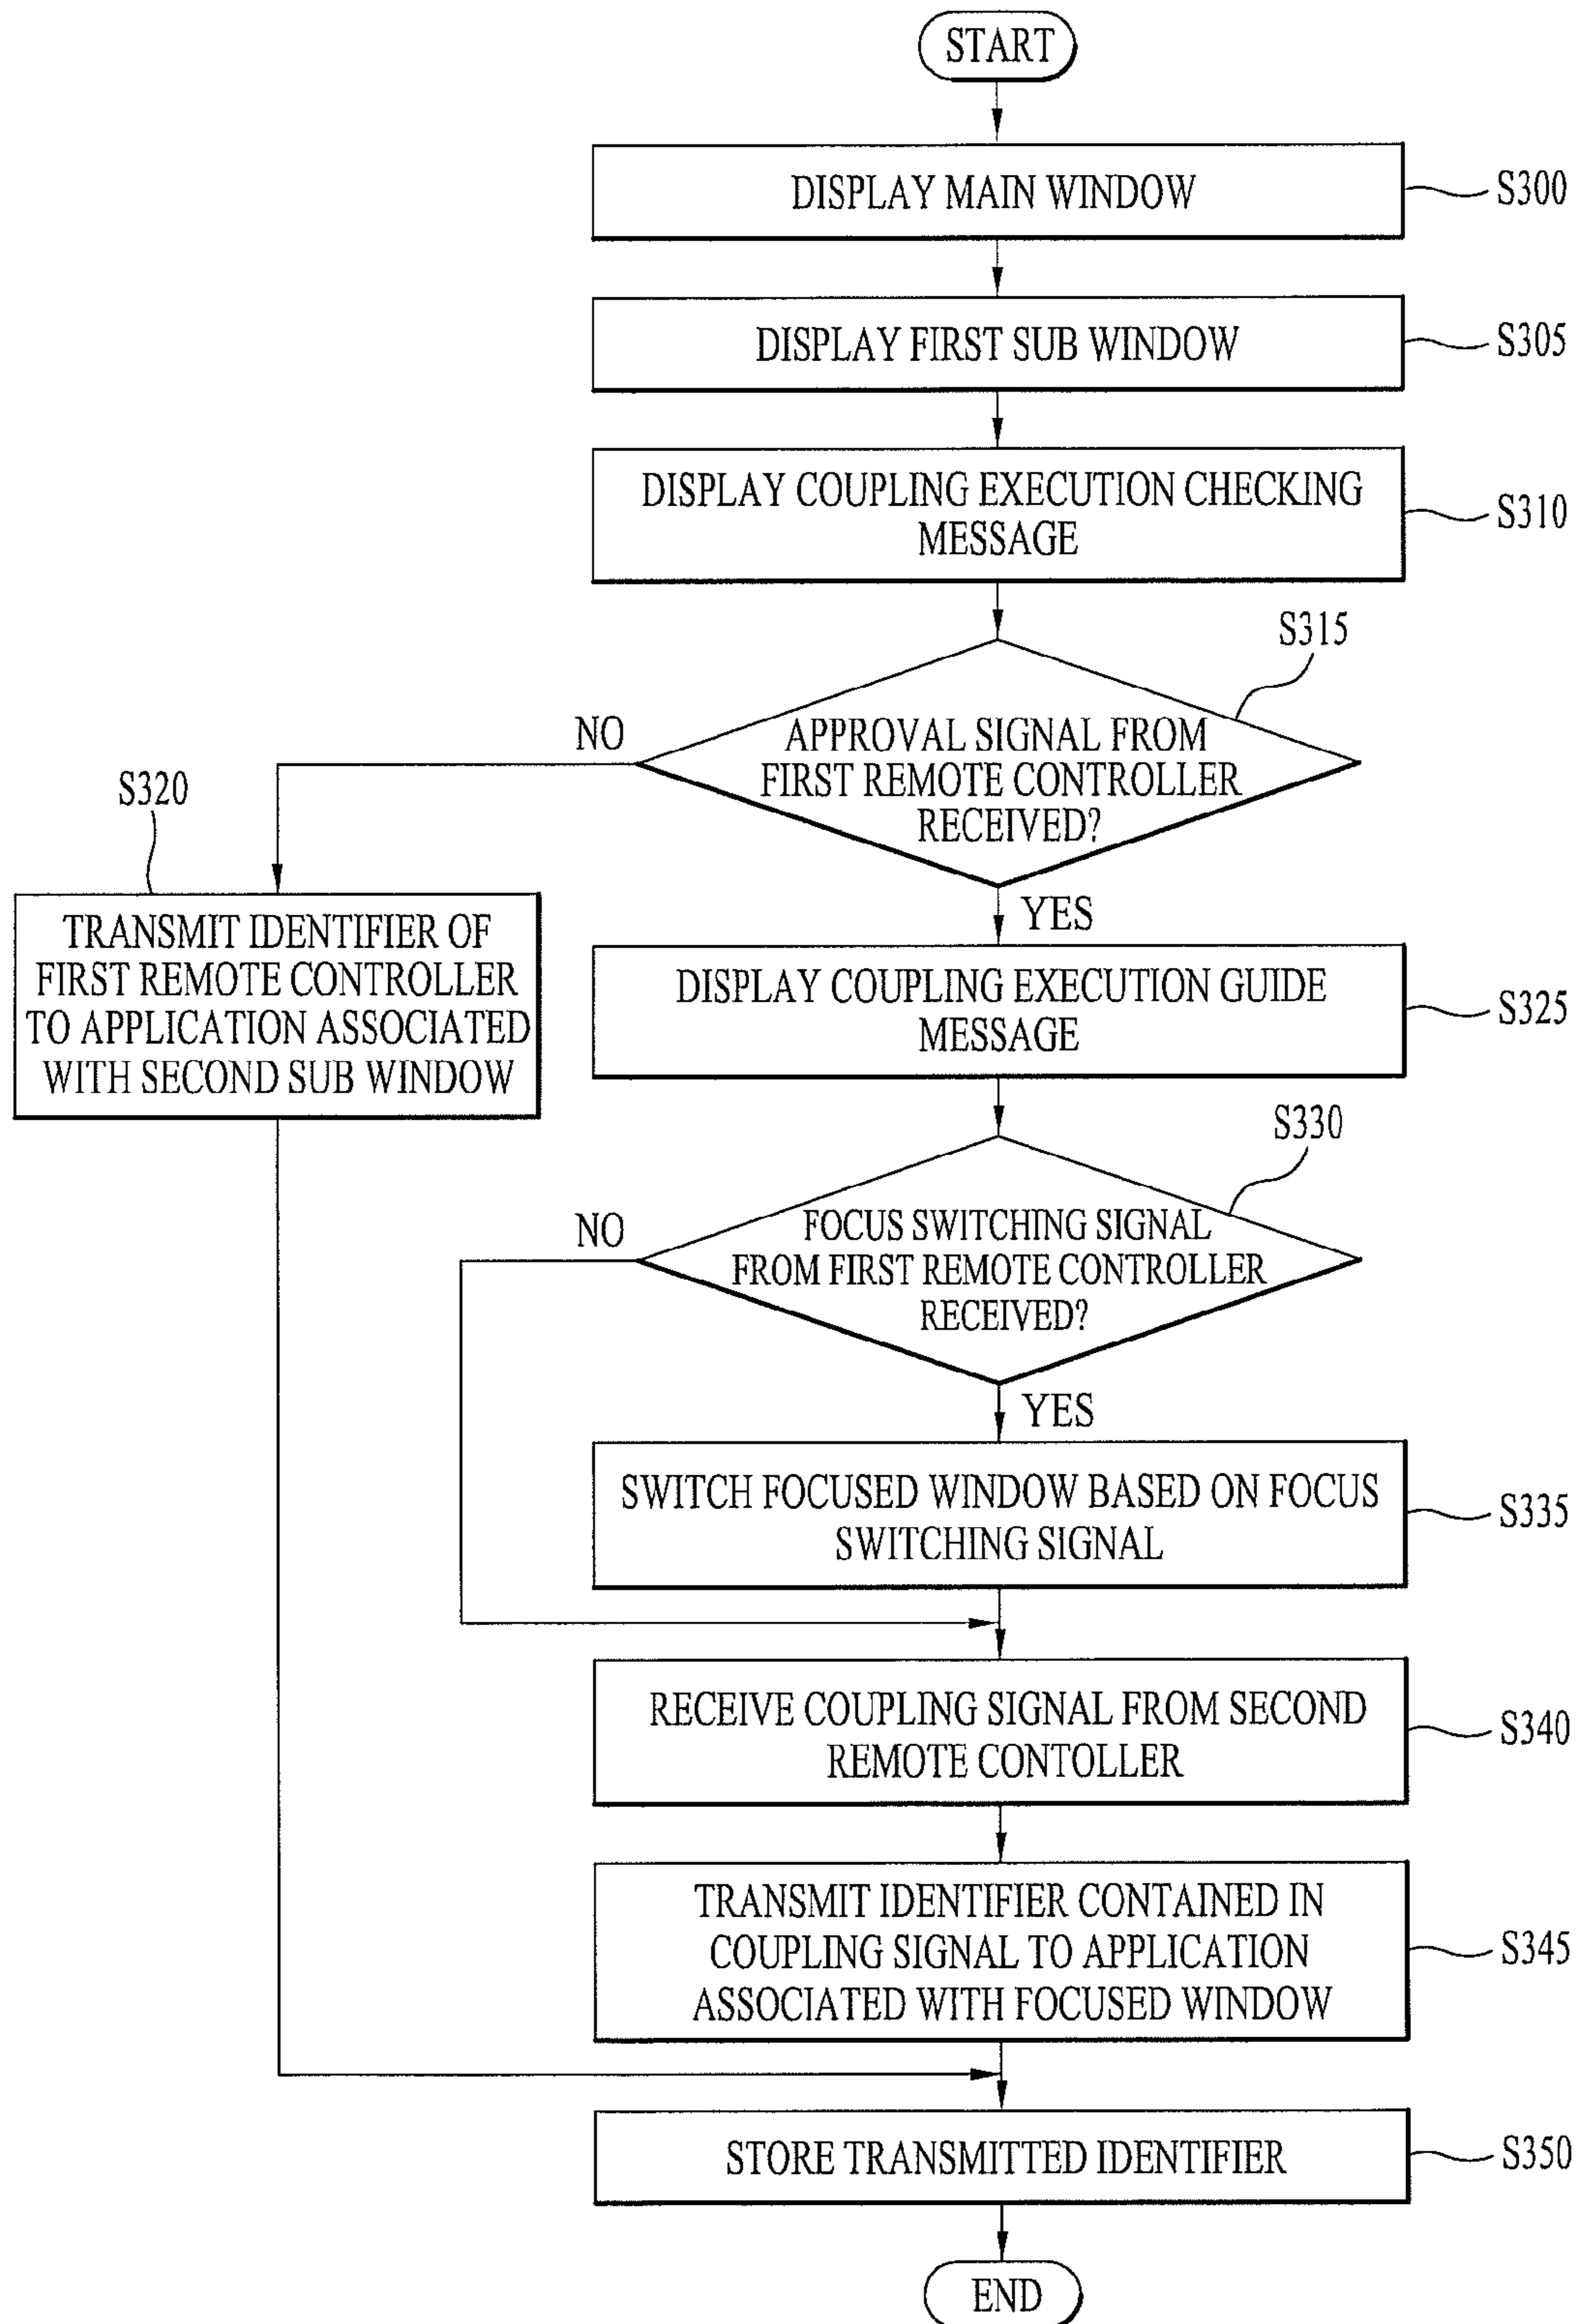 START
DISPLAY MAIN WINDOW
S300
DISPLAY FIRST SUB WINDOW
S305
DISPLAY COUPLING EXECUTION CHECKING
MESSAGE
S310
S315
APPROVAL SIGNAL FROM
FIRST REMOTE CONTROLLER
RECEIVED?
NO
YES
S320
TRANSMIT IDENTIFIER OF
FIRST REMOTE CONTROLLER
TO APPLICATION ASSOCIATED
WITH SECOND SUB WINDOW
DISPLAY COUPLING EXECUTION GUIDE
MESSAGE
S325
S330
FOCUS SWITCHING SIGNAL
FROM FIRST REMOTE CONTROLLER
RECEIVED?
NO
YES
SWITCH FOCUSED WINDOW BASED ON FOCUS
SWITCHING SIGNAL
S335
RECEIVE COUPLING SIGNAL FROM SECOND
REMOTE CONTOLLER
S340
TRANSMIT IDENTIFIER CONTAINED IN
COUPLING SIGNAL TO APPLICATION
ASSOCIATED WITH FOCUSED WINDOW
S345
STORE TRANSMITTED IDENTIFIER
S350
END